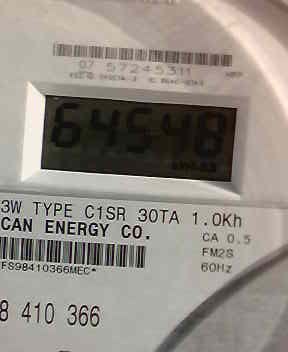 07 57245311
64548
3W TYPE C1SR 30TA 1.0Kh
CAN ENERGY CO.
CA 0.5
FM2S
FS98410366MEC*
60Hz
8 410 366